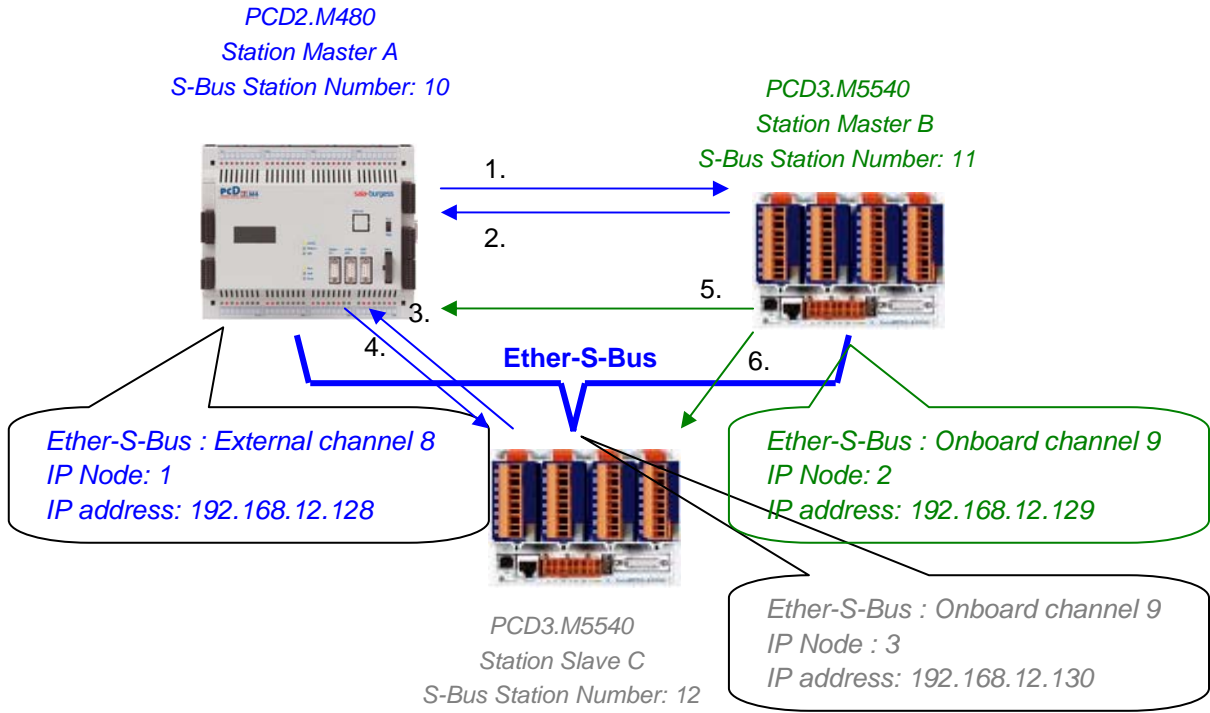 PCD2.M480
Station Master A
S-Bus Station Number: 10
PCD3.M5540
Station Master B
S-Bus Station Number: 11
PCD
saia-burgess
1.
2.
3.
4.
5.
6.
Ether-S-Bus
Ether-S-Bus : External channel 8
IP Node: 1
IP address: 192.168.12.128
Ether-S-Bus : Onboard channel 9
IP Node: 2
IP address: 192.168.12.129
Ether-S-Bus : Onboard channel 9
IP Node : 3
IP address: 192.168.12.130
PCD3.M5540
Station Slave C
S-Bus Station Number: 12